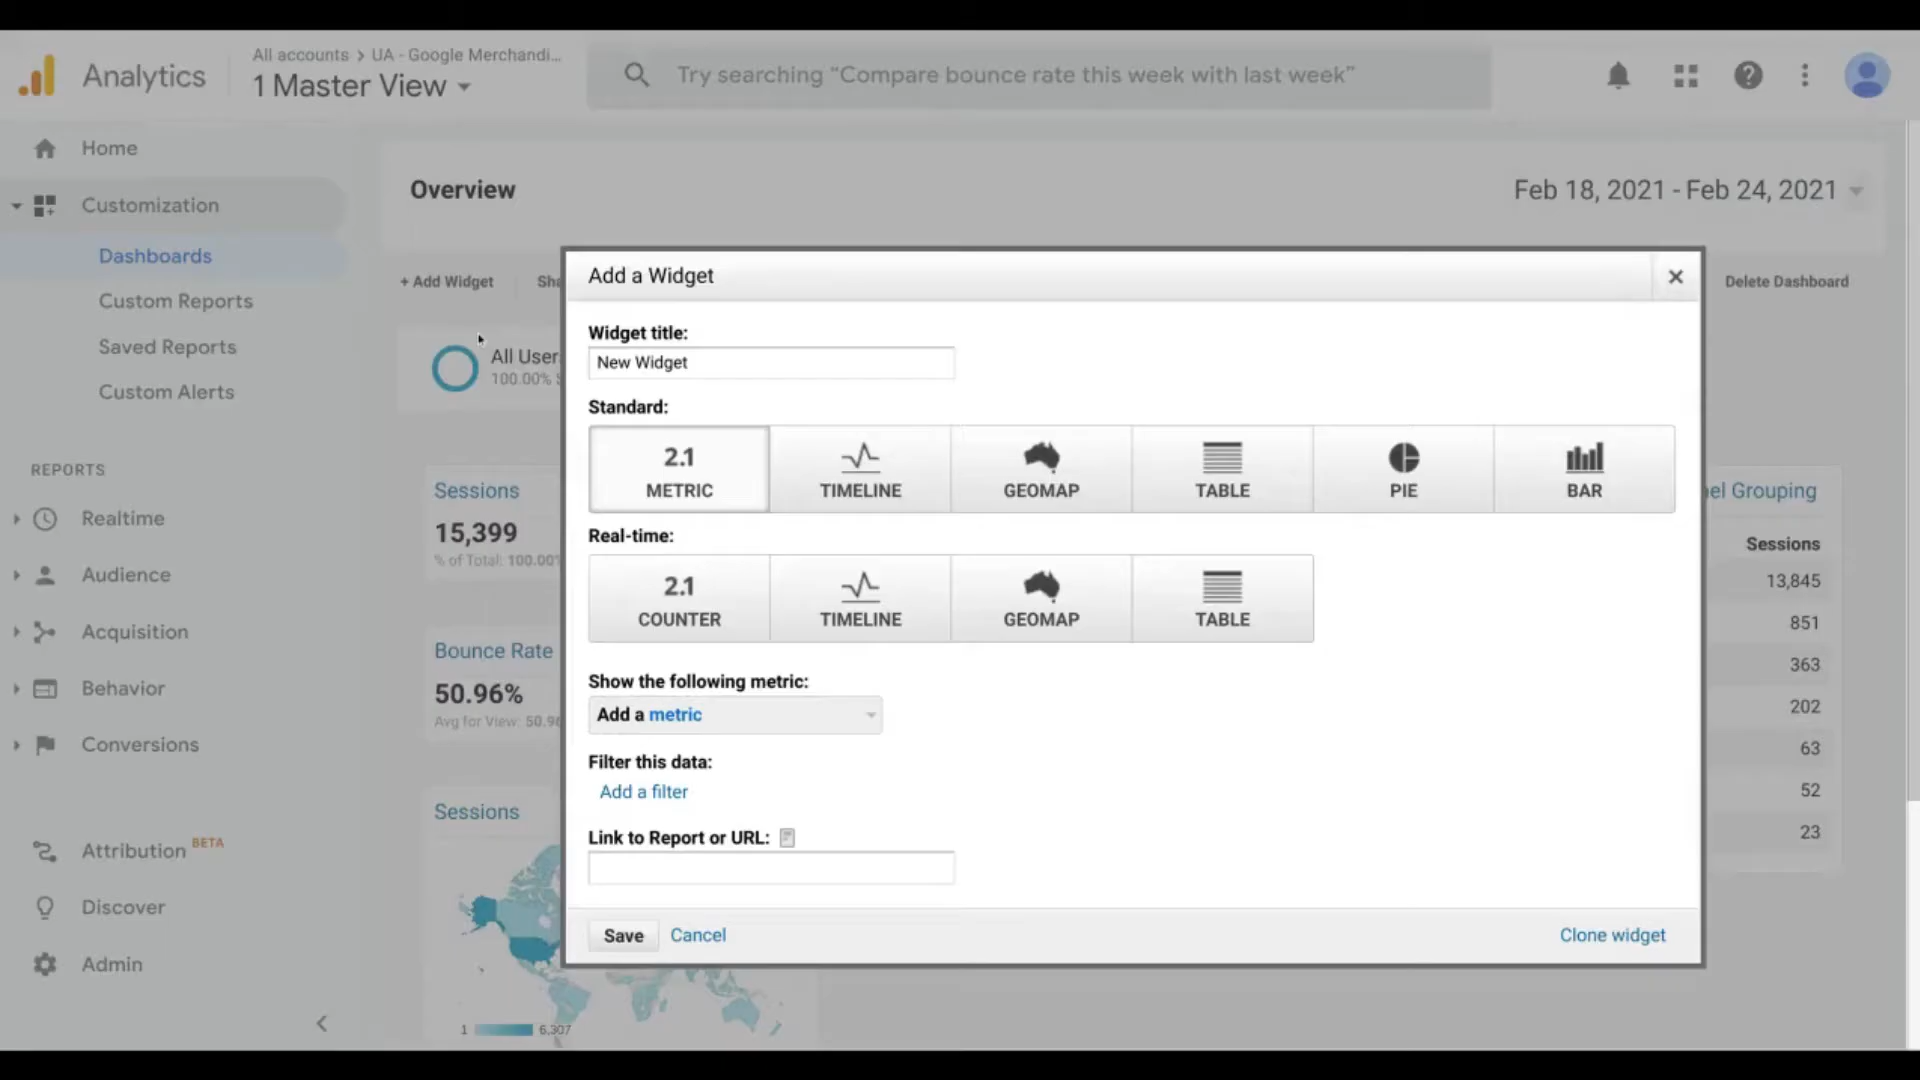 Analytics
All accounts > UA - Google Merchandi...
1 Master View
Try searching “Compare bounce rate this week with last week”
Home
Customization
Dashboards
Custom Reports
Saved Reports
Custom Alerts
REPORTS
Realtime
Audience
Acquisition
Behavior
Conversions
Attribution BETA
Discover
Admin
Overview
Feb 18, 2021 - Feb 24, 2021
+ Add Widget
Delete Dashboard
All User
100.00%
Sessions
15,399
% of Total: 100.00
Bounce Rate
50.96%
Avg for View: 50.96
Sessions
1
6,307
Add a Widget
Widget title:
New Widget
Standard:
2.1
METRIC
TIMELINE
GEOMAP
TABLE
PIE
BAR
Real-time:
2.1
COUNTER
TIMELINE
GEOMAP
TABLE
Show the following metric:
Add a metric
Filter this data:
Add a filter
Link to Report or URL:
Save
Cancel
Clone widget
Grouping
Sessions
13,845
851
363
202
63
52
23